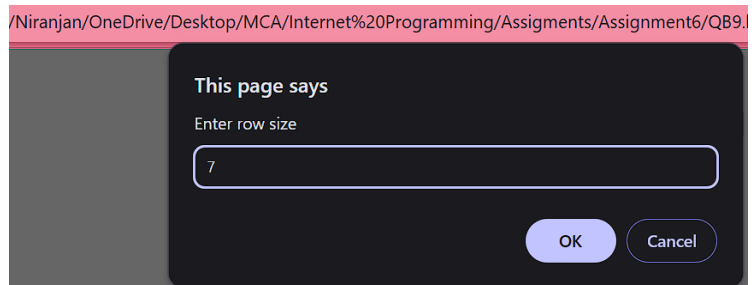 /Niranjan/OneDrive/Desktop/MCA/Internet%20Programming/Assigments/Assignment6/QB9.
This page says
Enter row size
7
OK Cancel